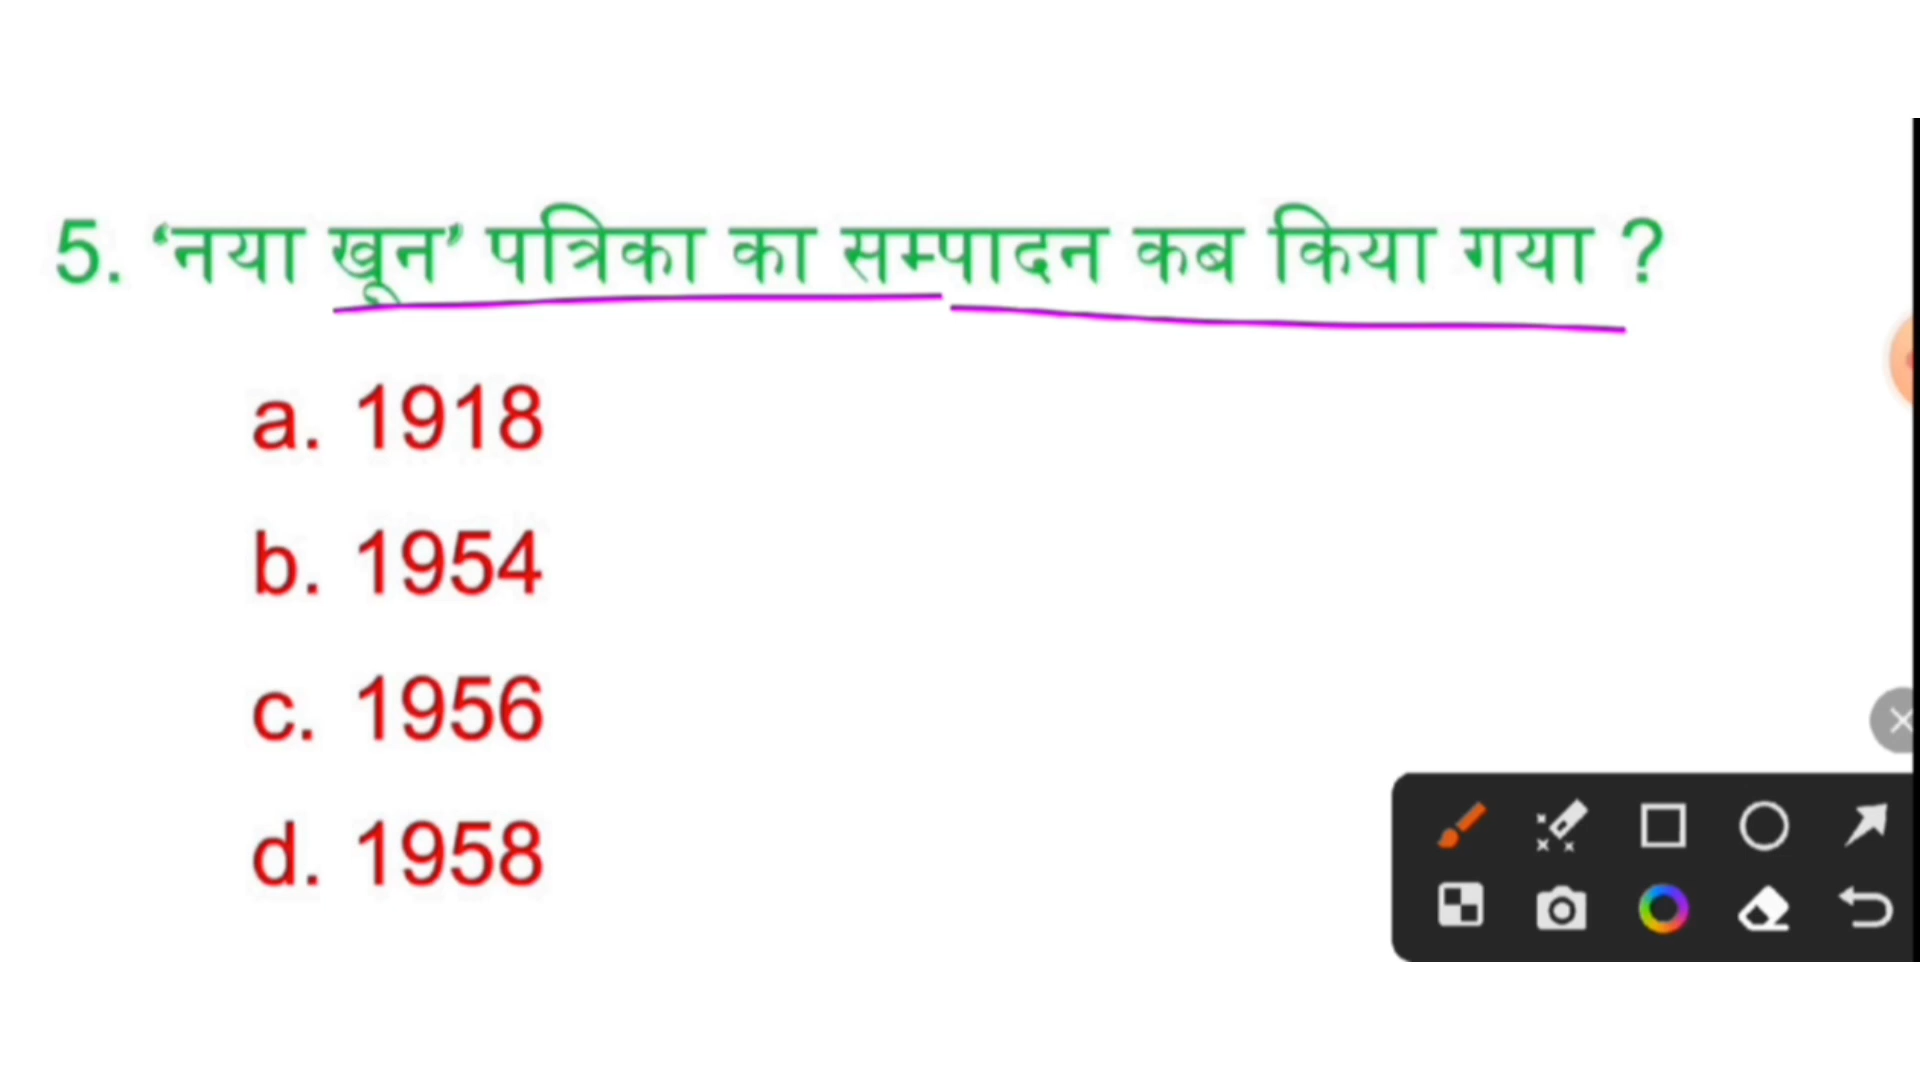 5. ‘नया खून’ पत्रिका का सम्पादन कब किया गया ?
a. 1918
b. 1954
c. 1956
d. 1958